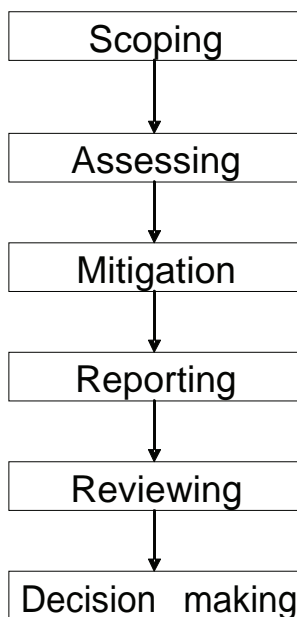 Scoping
Assessing
Mitigation
Reporting
Reviewing
Decision making